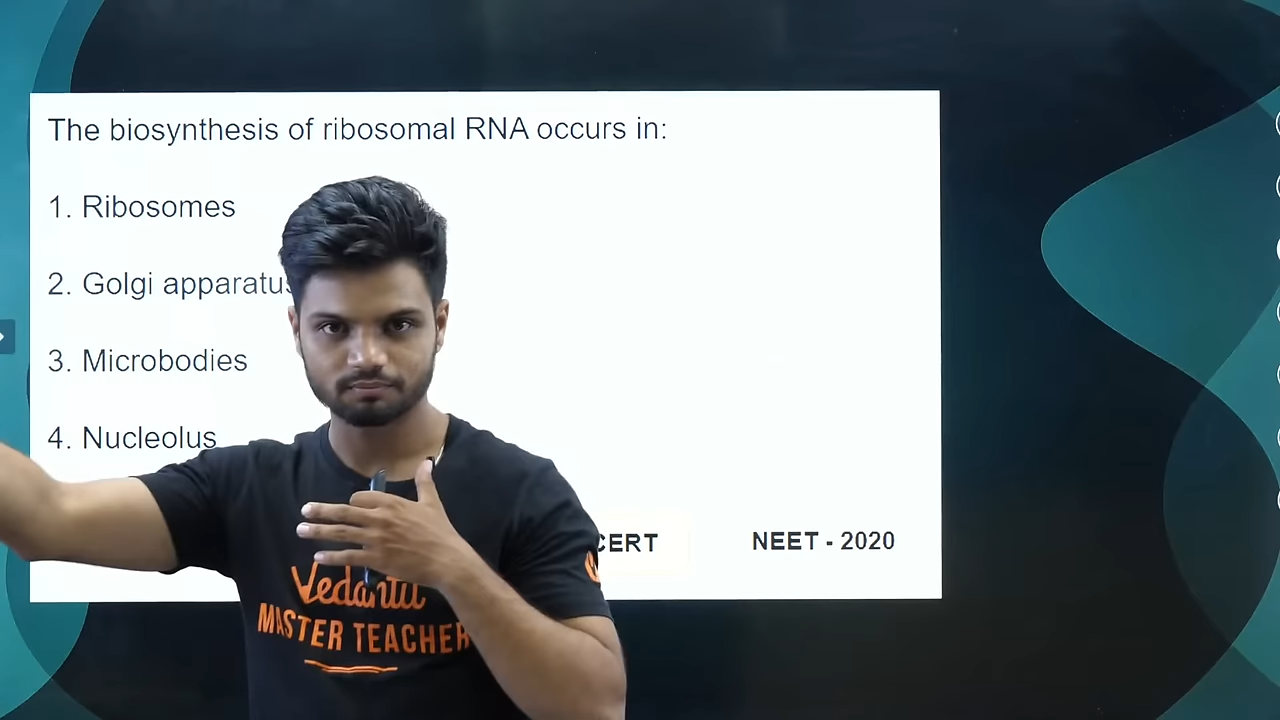 The biosynthesis of ribosomal RNA occurs in:
1. Ribosomes
2. Golgi apparatus
3. Microbodies
4. Nucleolus
CERT NEET - 2020
Vedantu
MASTER TEACHER